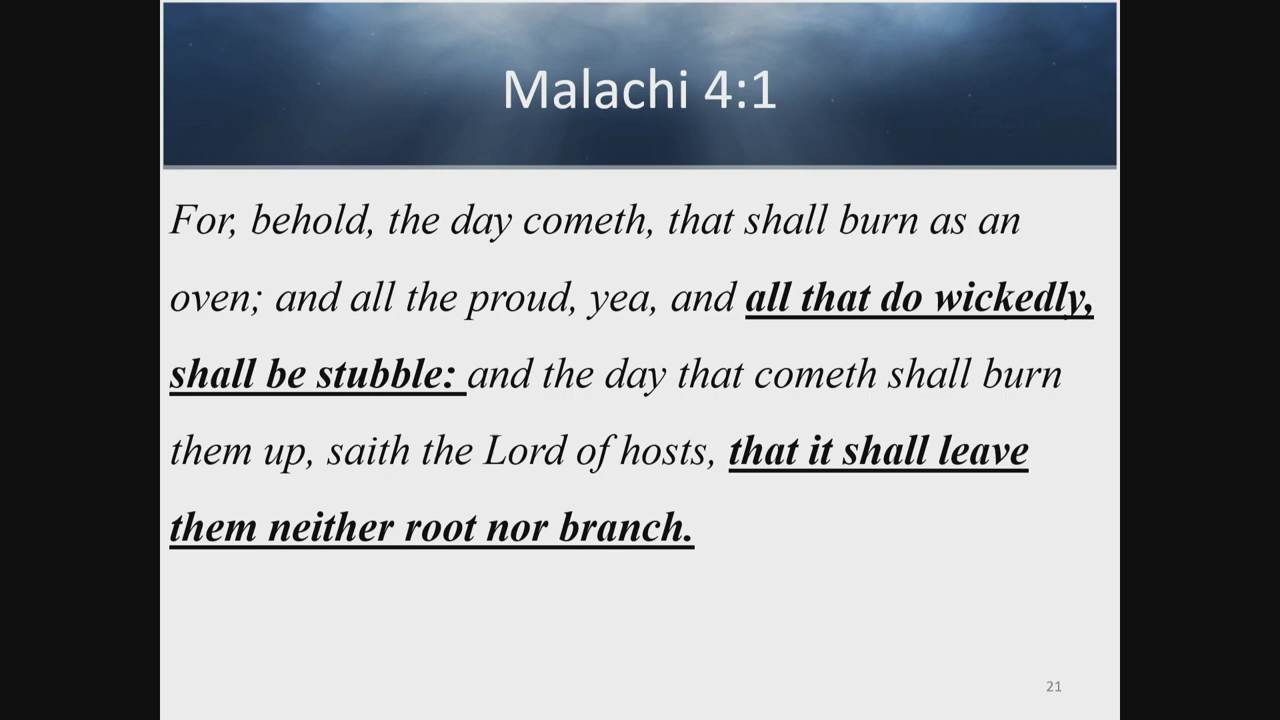 Malachi 4:1
For, behold, the day cometh, that shall burn as an
oven; and all the proud, yea, and all that do wickedly,
shall be stubble: and the day that cometh shall burn
them up, saith the Lord of hosts, that it shall leave
them neither root nor branch.
21